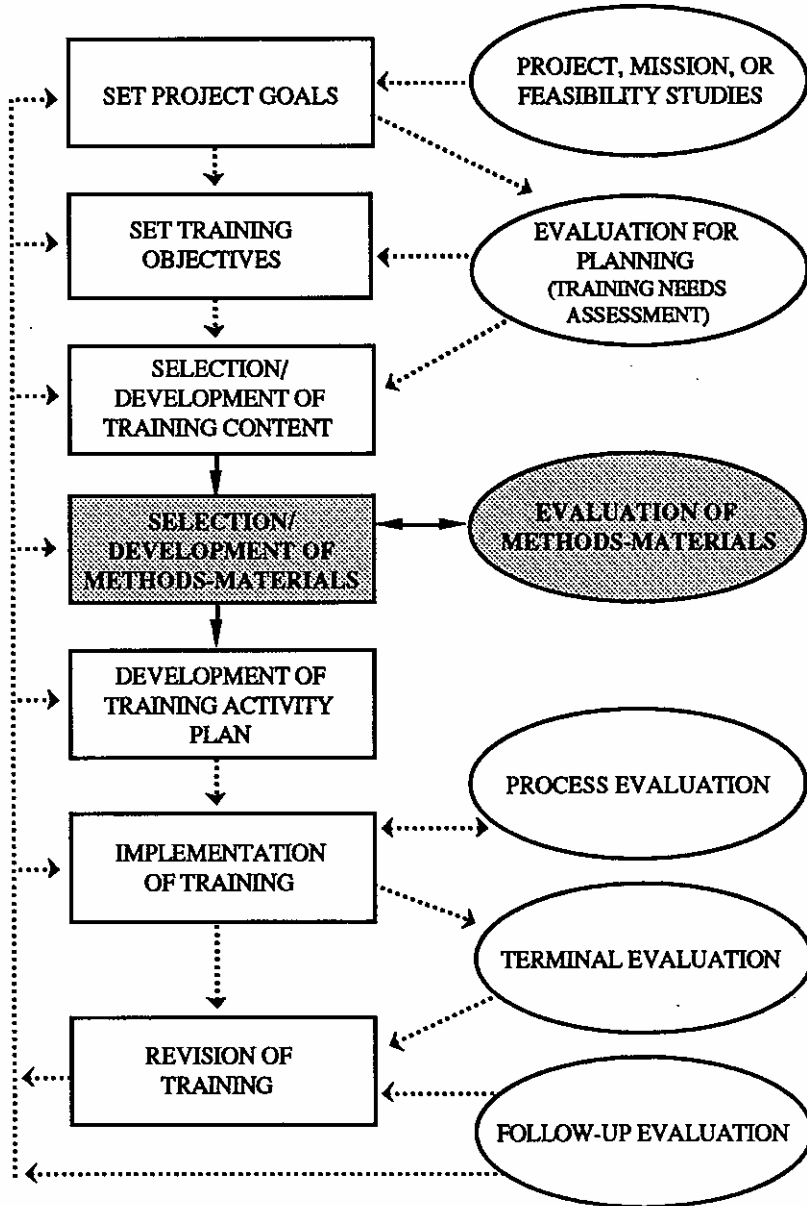 SET PROJECT GOALS
PROJECT, MISSION, OR
FEASIBILITY STUDIES
SET TRAINING
OBJECTIVES
EVALUATION FOR
PLANNING
(TRAINING NEEDS
ASSESSMENT)
SELECTION/
DEVELOPMENT OF
TRAINING CONTENT
SELECTION/
DEVELOPMENT OF
METHODS-MATERIALS
EVALUATION OF
METHODS-MATERIALS
DEVELOPMENT OF
TRAINING ACTIVITY
PLAN
PROCESS EVALUATION
IMPLEMENTATION
OF TRAINING
TERMINAL EVALUATION
REVISION OF
TRAINING
FOLLOW-UP EVALUATION